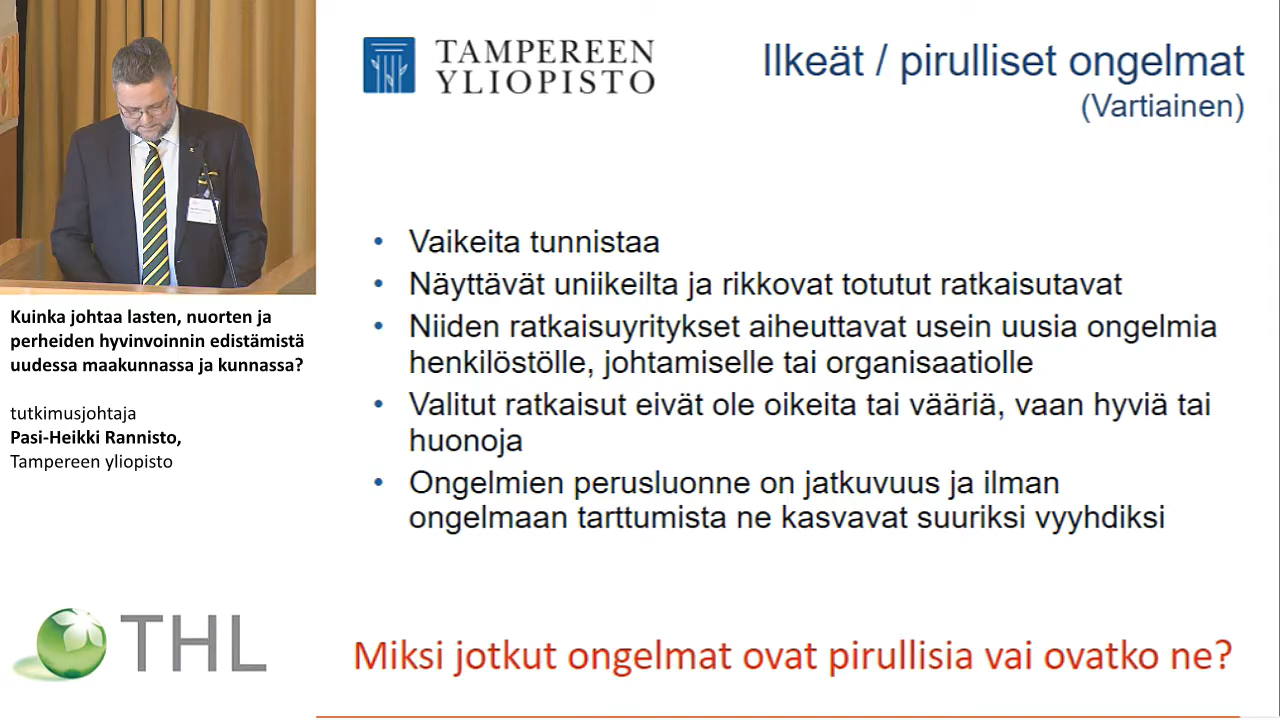 TAMPEREEN
YLIOPISTO
Ilkeät / pirulliset ongelmat
(Vartiainen)
• Vaikeita tunnistaa
• Näyttävät uniikeilta ja rikkovat totutut ratkaisutavat
• Niiden ratkaisuyritykset aiheuttavat usein uusia ongelmia
henkilöstölle, johtamiselle tai organisaatiolle
• Valitut ratkaisut eivät ole oikeita tai vääriä, vaan hyviä tai
huonoja
• Ongelmien perusluonne on jatkuvuus ja ilman
ongelmaan tarttumista ne kasvavat suuriksi vyyhdiksi
Kuinka johtaa lasten, nuorten ja
perheiden hyvinvoinnin edistämistä
uudessa maakunnassa ja kunnassa?
tutkimusjohtaja
Pasi-Heikki Rannisto,
Tampereen yliopisto
THL
Miksi jotkut ongelmat ovat pirullisia vai ovatko ne?